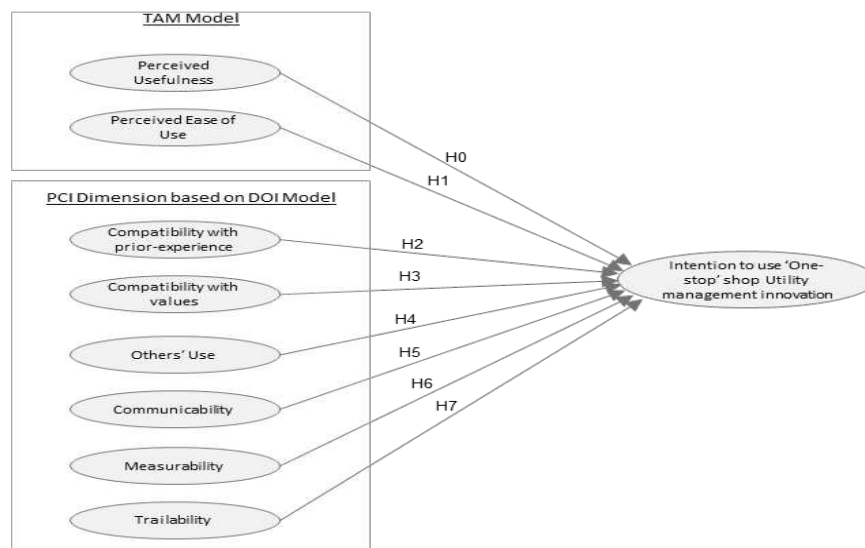 TAM Model
Perceived
Usefulness
Perceived Ease of
Use
H0
H1
PCI Dimension based on DOI Model
Compatibility with
prior-experience
H2
Compatibility with
values
H3
Others’ Use
H4
Communicability
H5
Measurability
H6
Trailability
H7
Intention to use ‘One-
stop’ shop Utility
management innovation